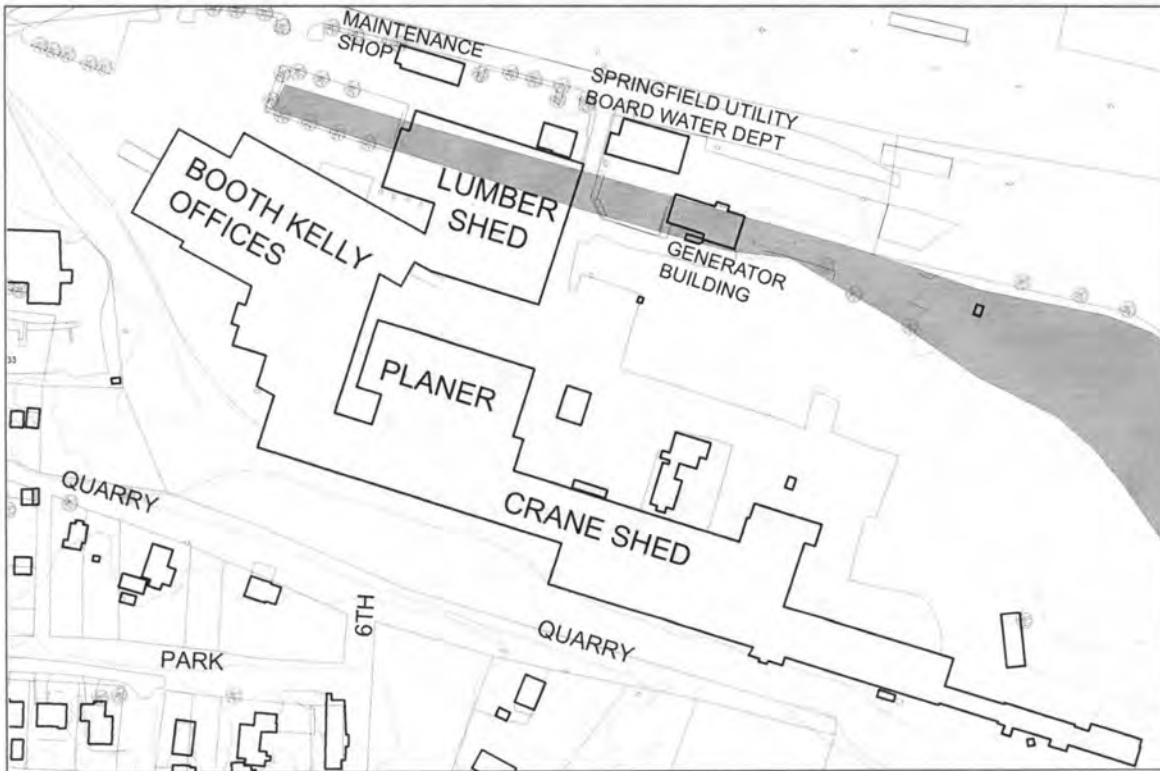 MAINTENANCE
SHOP
SPRINGFIELD UTILITY
BOARD WATER DEPT
BOOTH KELLY
OFFICES
LUMBER
SHED
GENERATOR
BUILDING
PLANER
33
QUARRY
CRANE SHED
6TH
QUARRY
PARK